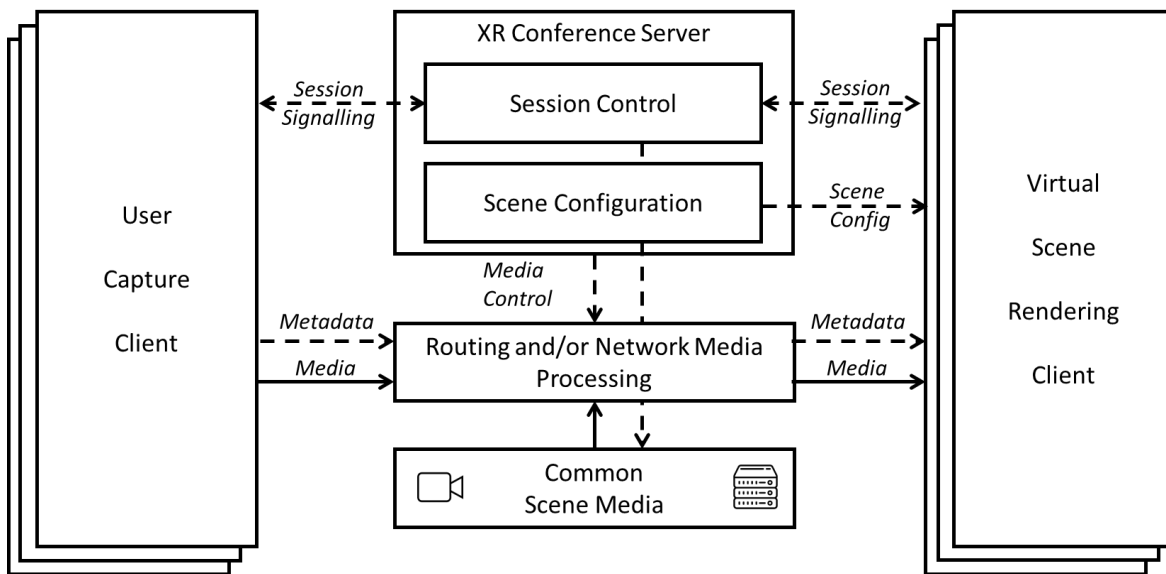 XR Conference Server
Session
Signalling
Session Control
Session
Signalling
User
Capture
Client
Scene Configuration
Scene
Config
Virtual
Scene
Rendering
Client
Media
Control
Metadata
Media
Routing and/or Network Media
Processing
Metadata
Media
Common
Scene Media